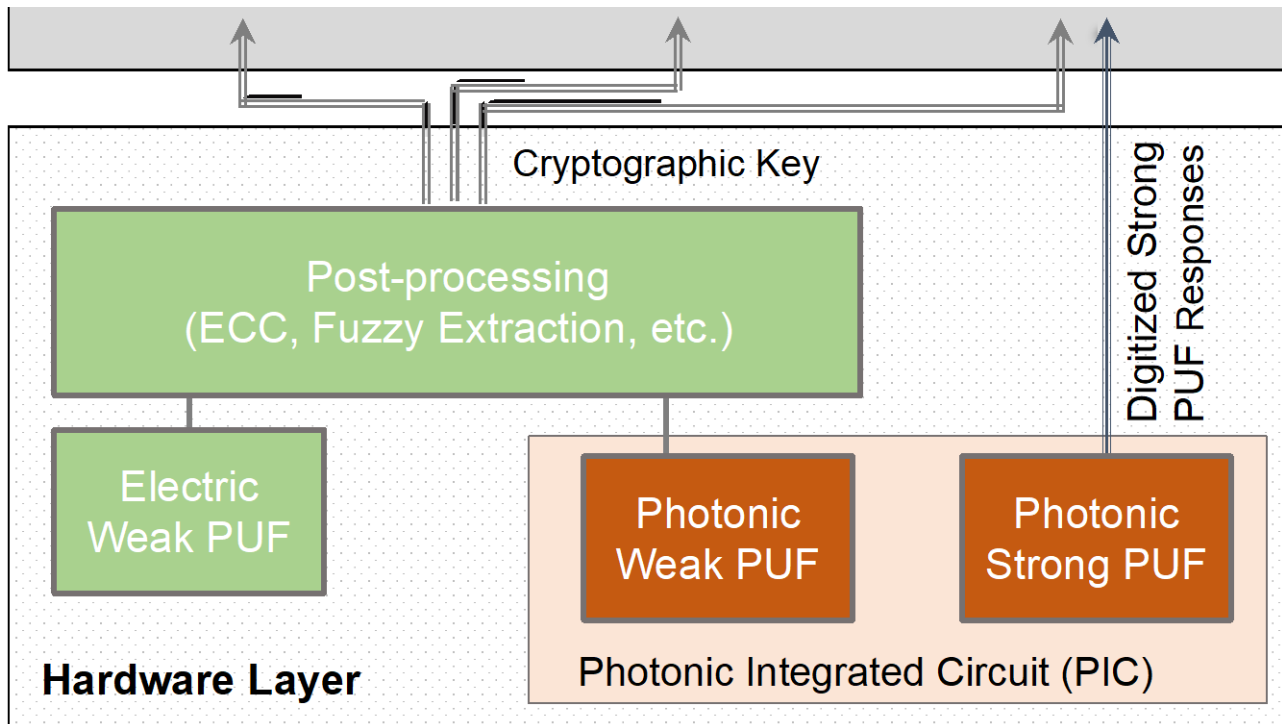 Cryptographic Key
Digitized Strong
PUF Responses
Post-processing
(ECC, Fuzzy Extraction, etc.)
Electric
Weak PUF
Photonic
Weak PUF
Photonic
Strong PUF
Hardware Layer
Photonic Integrated Circuit (PIC)